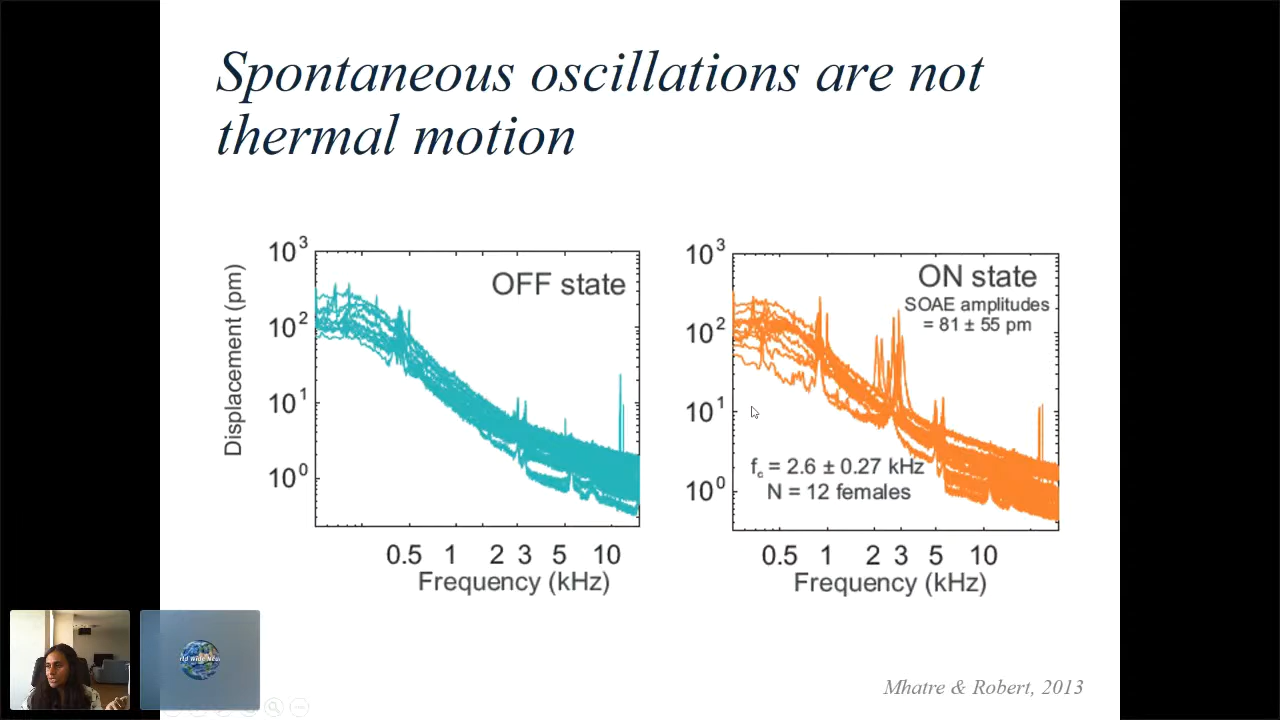 Spontaneous oscillations are not
thermal motion
Displacement (pm)
10³
10²
10¹
10⁰
OFF state
0.5 1 2 3 5 10
Frequency (kHz)
10³
10²
10¹
10⁰
ON state
SOAE amplitudes
= 81 ± 55 pm
f꜀ = 2.6 ± 0.27 kHz
N = 12 females
0.5 1 2 3 5 10
Frequency (kHz)
Mhatre & Robert, 2013